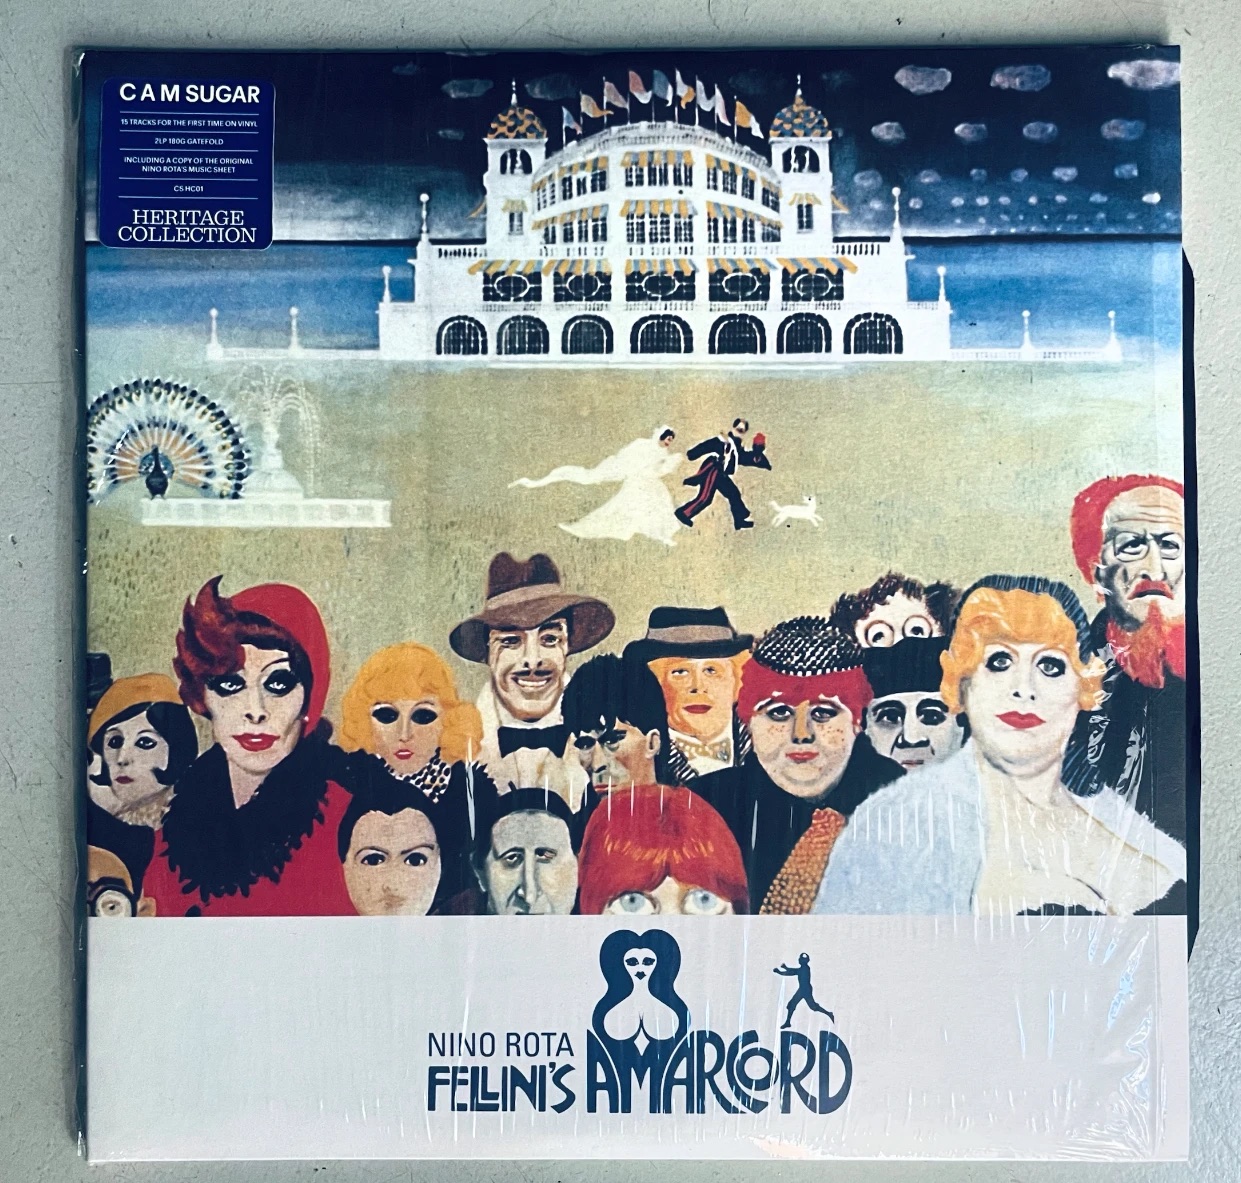 CAM SUGAR
15 TRACKS FOR THE FIRST TIME ON VINYL
2LP 180G GATEFOLD
INCLUDING A COPY OF THE ORIGINAL
NINO ROTA'S MUSIC SHEET
CS HC01
HERITAGE
COLLECTION
NINO ROTA
FELLINI'S AMARCORD